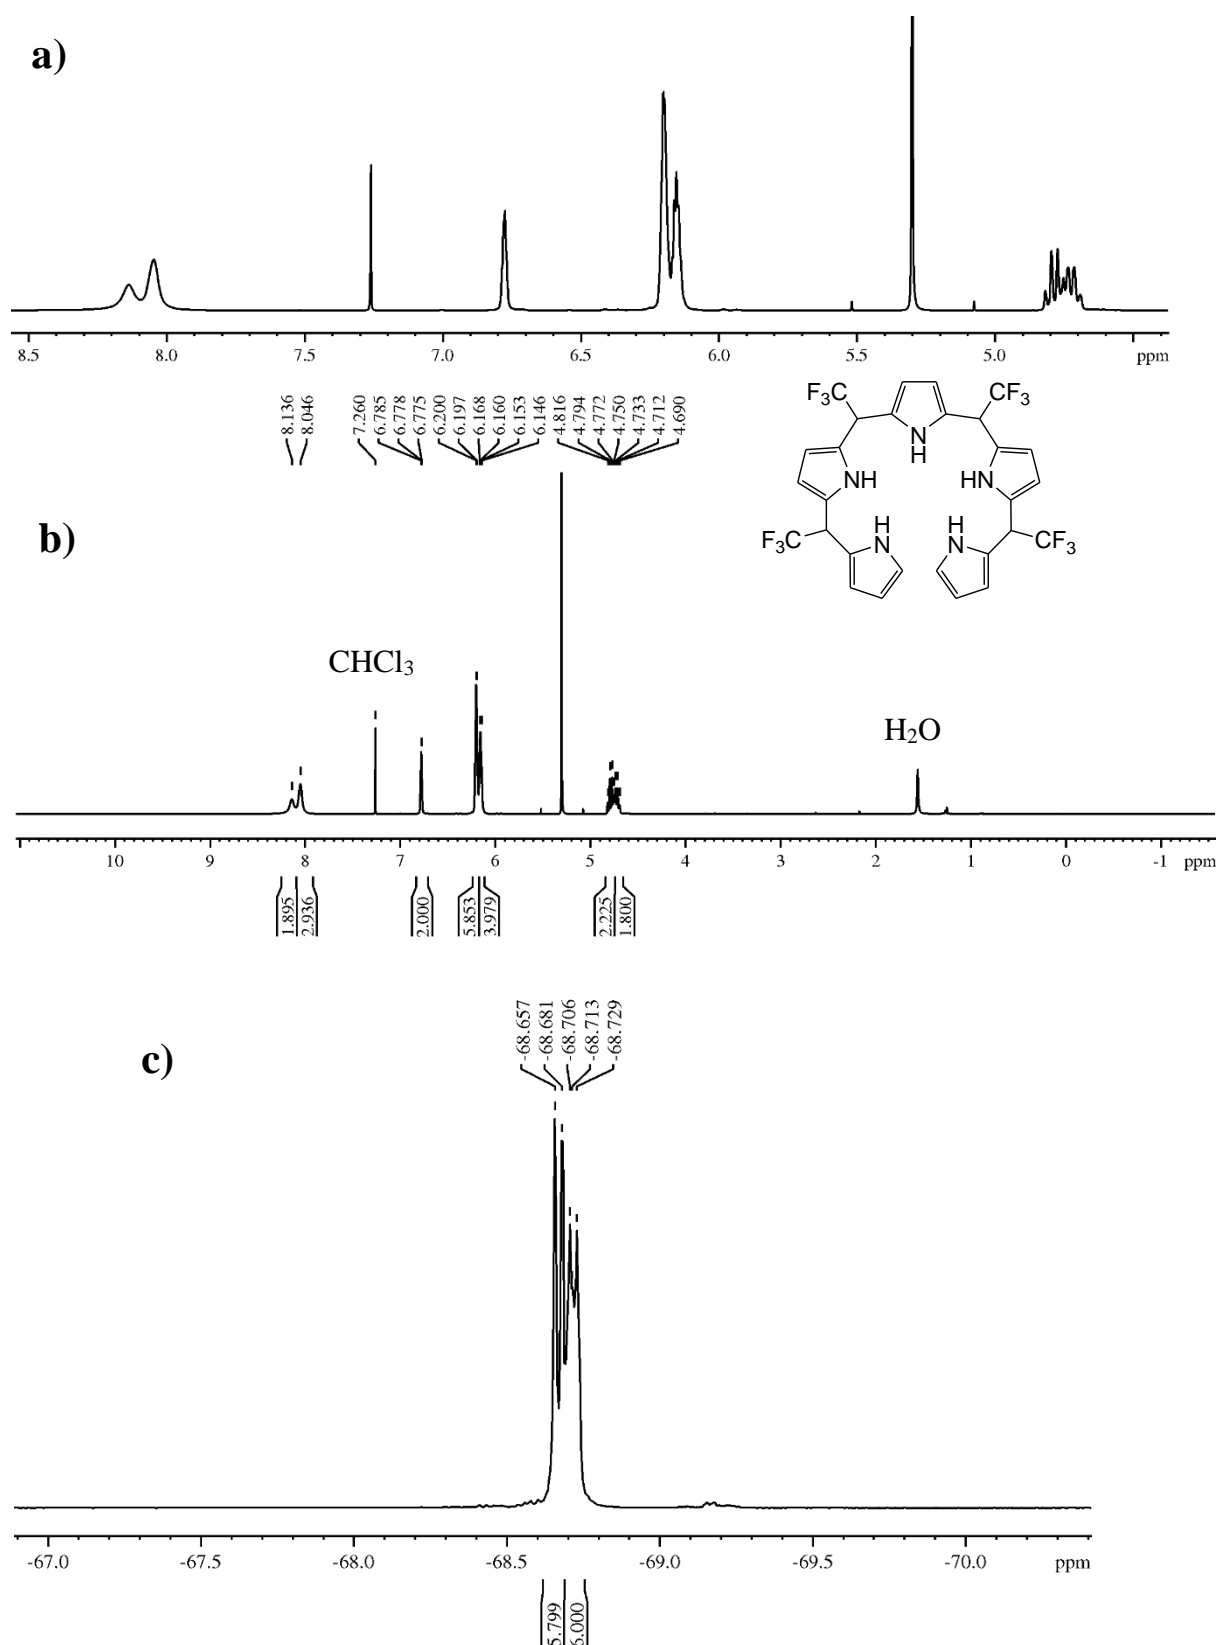 a)
8.5 8.0 7.5 7.0 6.5 6.0 5.5 5.0 ppm
8.136
8.046
7.260
6.785
6.778
6.775
6.200
6.197
6.168
6.160
6.153
6.146
4.816
4.794
4.772
4.750
4.733
4.712
4.690
F3C
CF3
N
H
NH
HN
F3C
H
N
H
N
CF3
b)
CHCl3
H2O
10 9 8 7 6 5 4 3 2 1 0 -1 ppm
1.895
2.936
2.000
5.853
3.979
2.225
1.800
c)
-68.657
-68.681
-68.706
-68.713
-68.729
-67.0 -67.5 -68.0 -68.5 -69.0 -69.5 -70.0 ppm
5.799
6.000